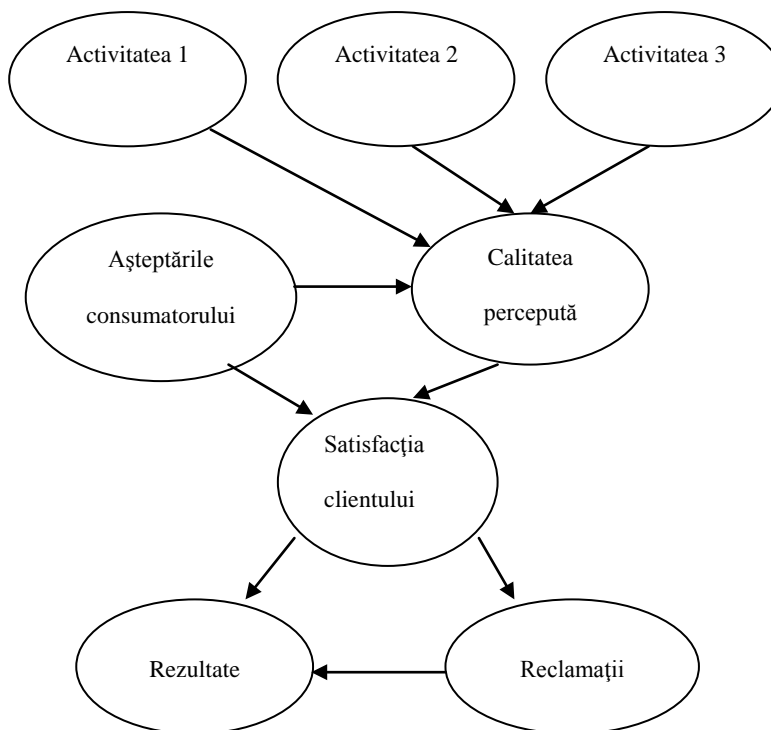 Activitatea 1
Activitatea 2
Activitatea 3
Aşteptările
consumatorului
Calitatea
percepută
Satisfacţia
clientului
Rezultate
Reclamaţii